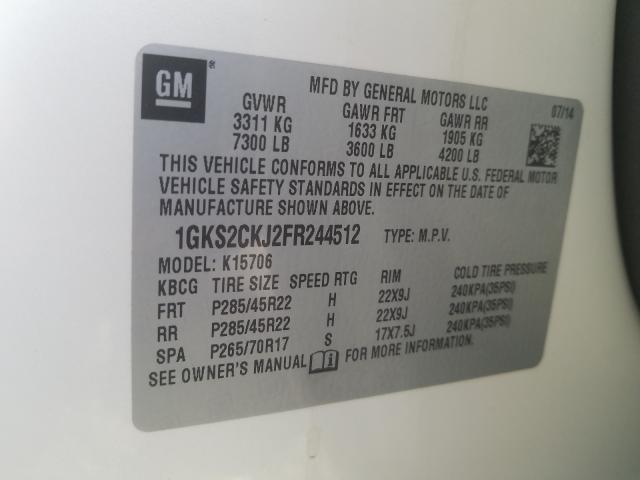 GM®
MFD BY GENERAL MOTORS LLC
07/14
GVWR GAWR FRT GAWR RR
3311 KG 1633 KG 1905 KG
7300 LB 3600 LB 4200 LB
THIS VEHICLE CONFORMS TO ALL APPLICABLE U.S. FEDERAL MOTOR
VEHICLE SAFETY STANDARDS IN EFFECT ON THE DATE OF
MANUFACTURE SHOWN ABOVE.
1GKS2CKJ2FR244512 TYPE: M.P.V.
MODEL: K15706
KBCG TIRE SIZE SPEED RTG RIM COLD TIRE PRESSURE
FRT P285/45R22 H 22X9J 240KPA(35PSI)
RR P285/45R22 H 22X9J 240KPA(35PSI)
SPA P265/70R17 S 17X7.5J 240KPA(35PSI)
SEE OWNER'S MANUAL FOR MORE INFORMATION.